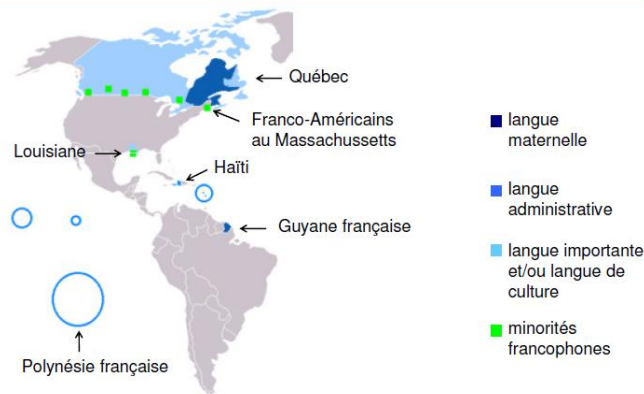 Québec
Franco-Américains
au Massachussetts
Louisiane
Haïti
Guyane française
Polynésie française
langue
maternelle
langue
administrative
langue importante
et/ou langue de
culture
minorités
francophones